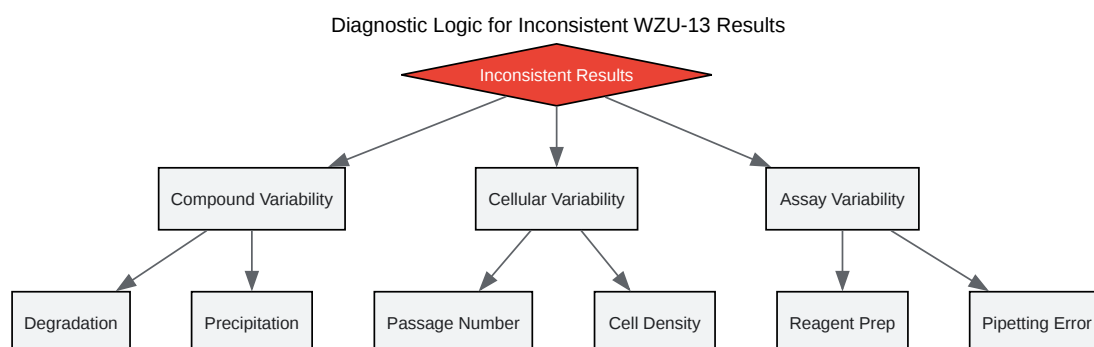 Diagnostic Logic for Inconsistent WZU-13 Results
Inconsistent Results
Compound Variability
Cellular Variability
Assay Variability
Degradation
Precipitation
Passage Number
Cell Density
Reagent Prep
Pipetting Error